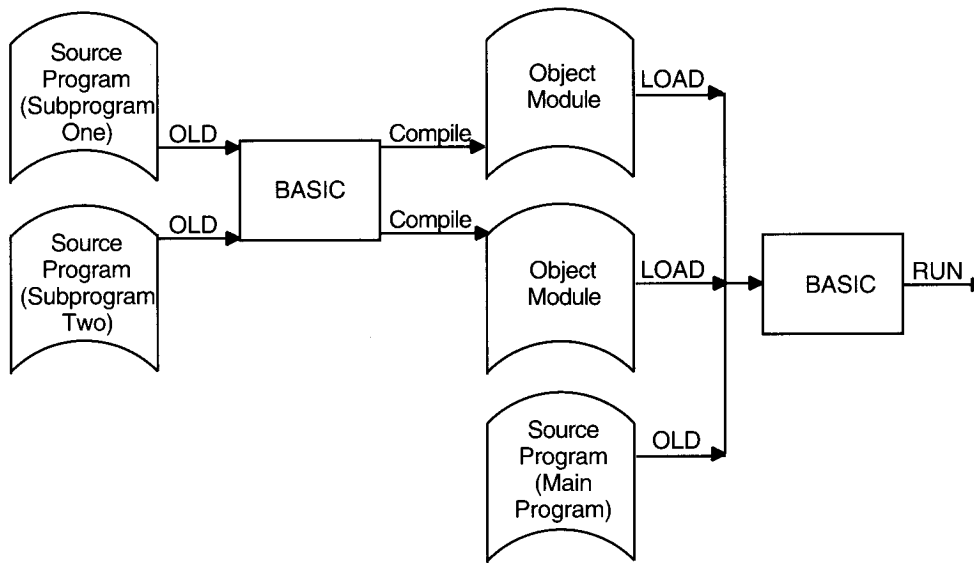 Source
Program
(Subprogram
One)
OLD
BASIC
Compile
Object
Module
LOAD
Source
Program
(Subprogram
Two)
OLD
Compile
Object
Module
LOAD
BASIC
RUN
Source
Program
(Main
Program)
OLD